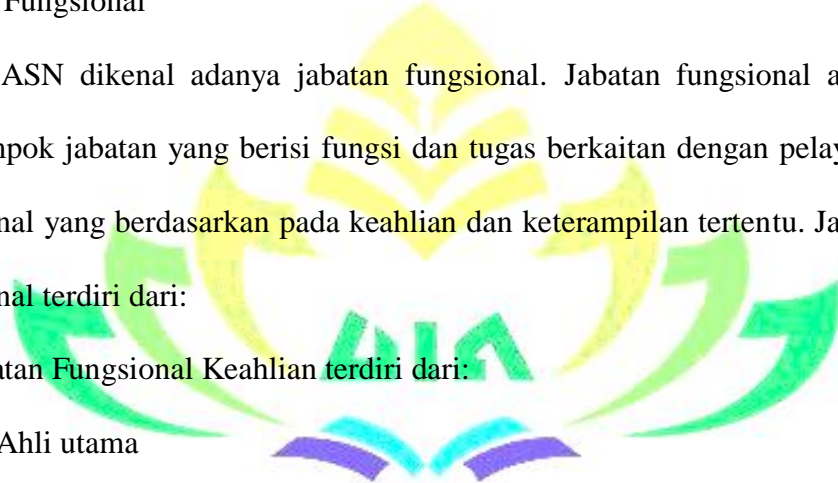 Fungsional
ASN dikenal adanya jabatan fungsional. Jabatan fungsional a
mpok jabatan yang berisi fungsi dan tugas berkaitan dengan pelay
nal yang berdasarkan pada keahlian dan keterampilan tertentu. Ja
nal terdiri dari:
atan Fungsional Keahlian terdiri dari:
Ahli utama